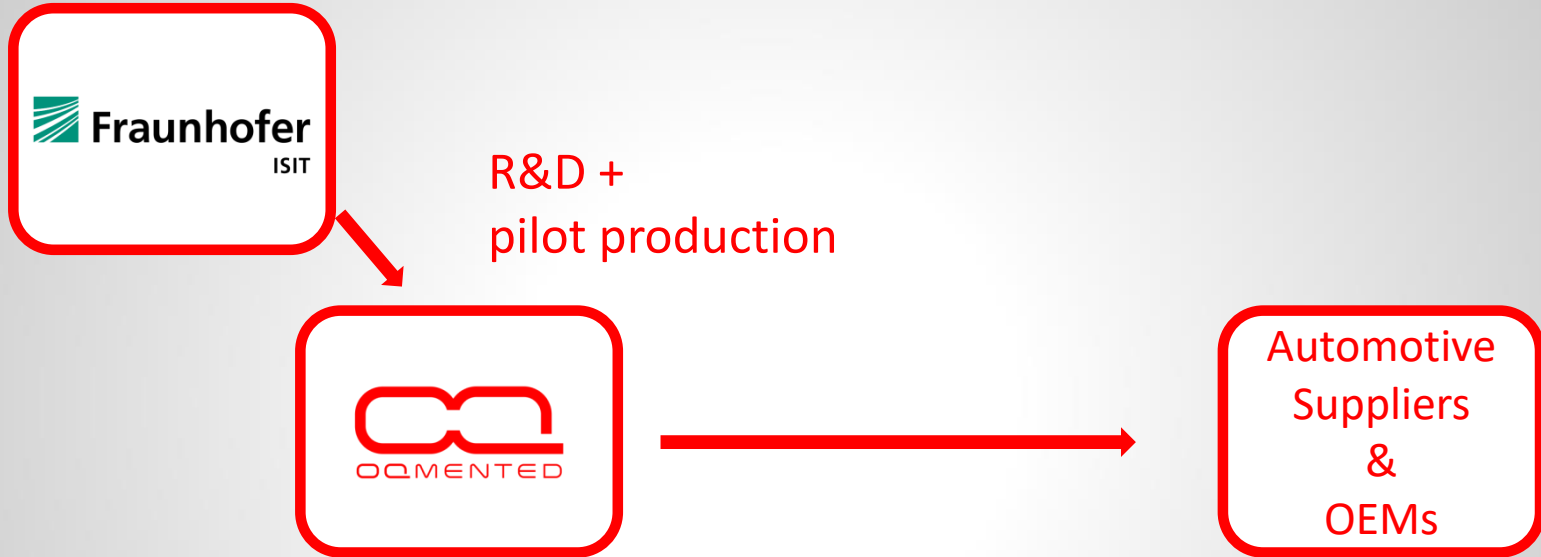 Fraunhofer
ISIT
R&D +
pilot production
OQMENTED
Automotive
Suppliers
&
OEMs